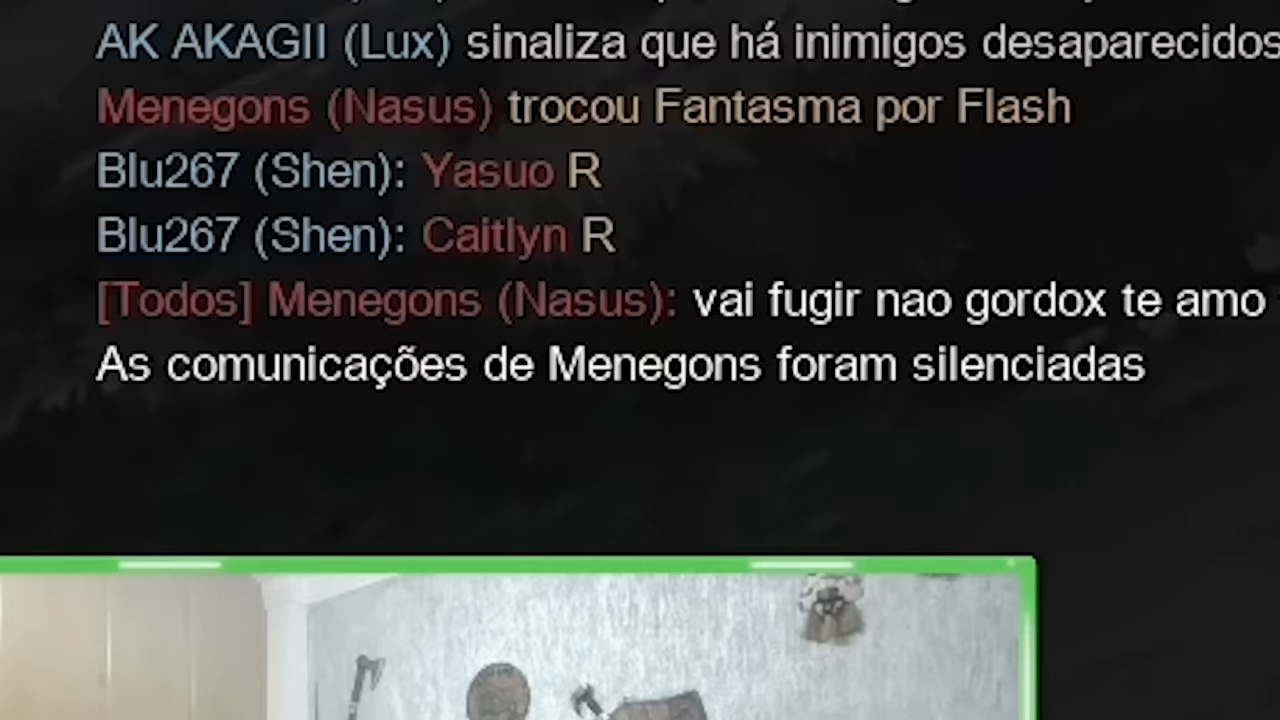 AK AKAGII (Lux) sinaliza que há inimigos desaparecidos
Menegons (Nasus) trocou Fantasma por Flash
Blu267 (Shen): Yasuo R
Blu267 (Shen): Caitlyn R
[Todos] Menegons (Nasus): vai fugir nao gordox te amo
As comunicações de Menegons foram silenciadas